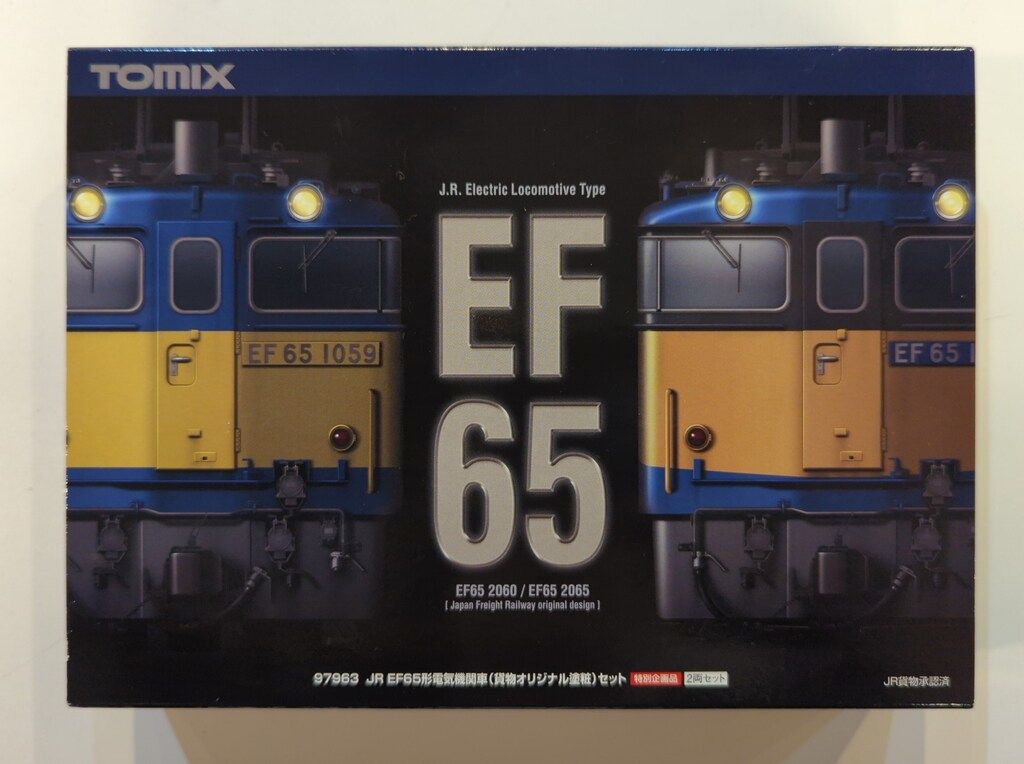 TOMIX
J.R. Electric Locomotive Type
EF
65
EF 65 1059
EF 65 1
EF65 2060 / EF65 2065
[ Japan Freight Railway original design ]
97963 JR EF65形電気機関車(貨物オリジナル塗粧)セット 特別企画品 2両セット
JR貨物承認済